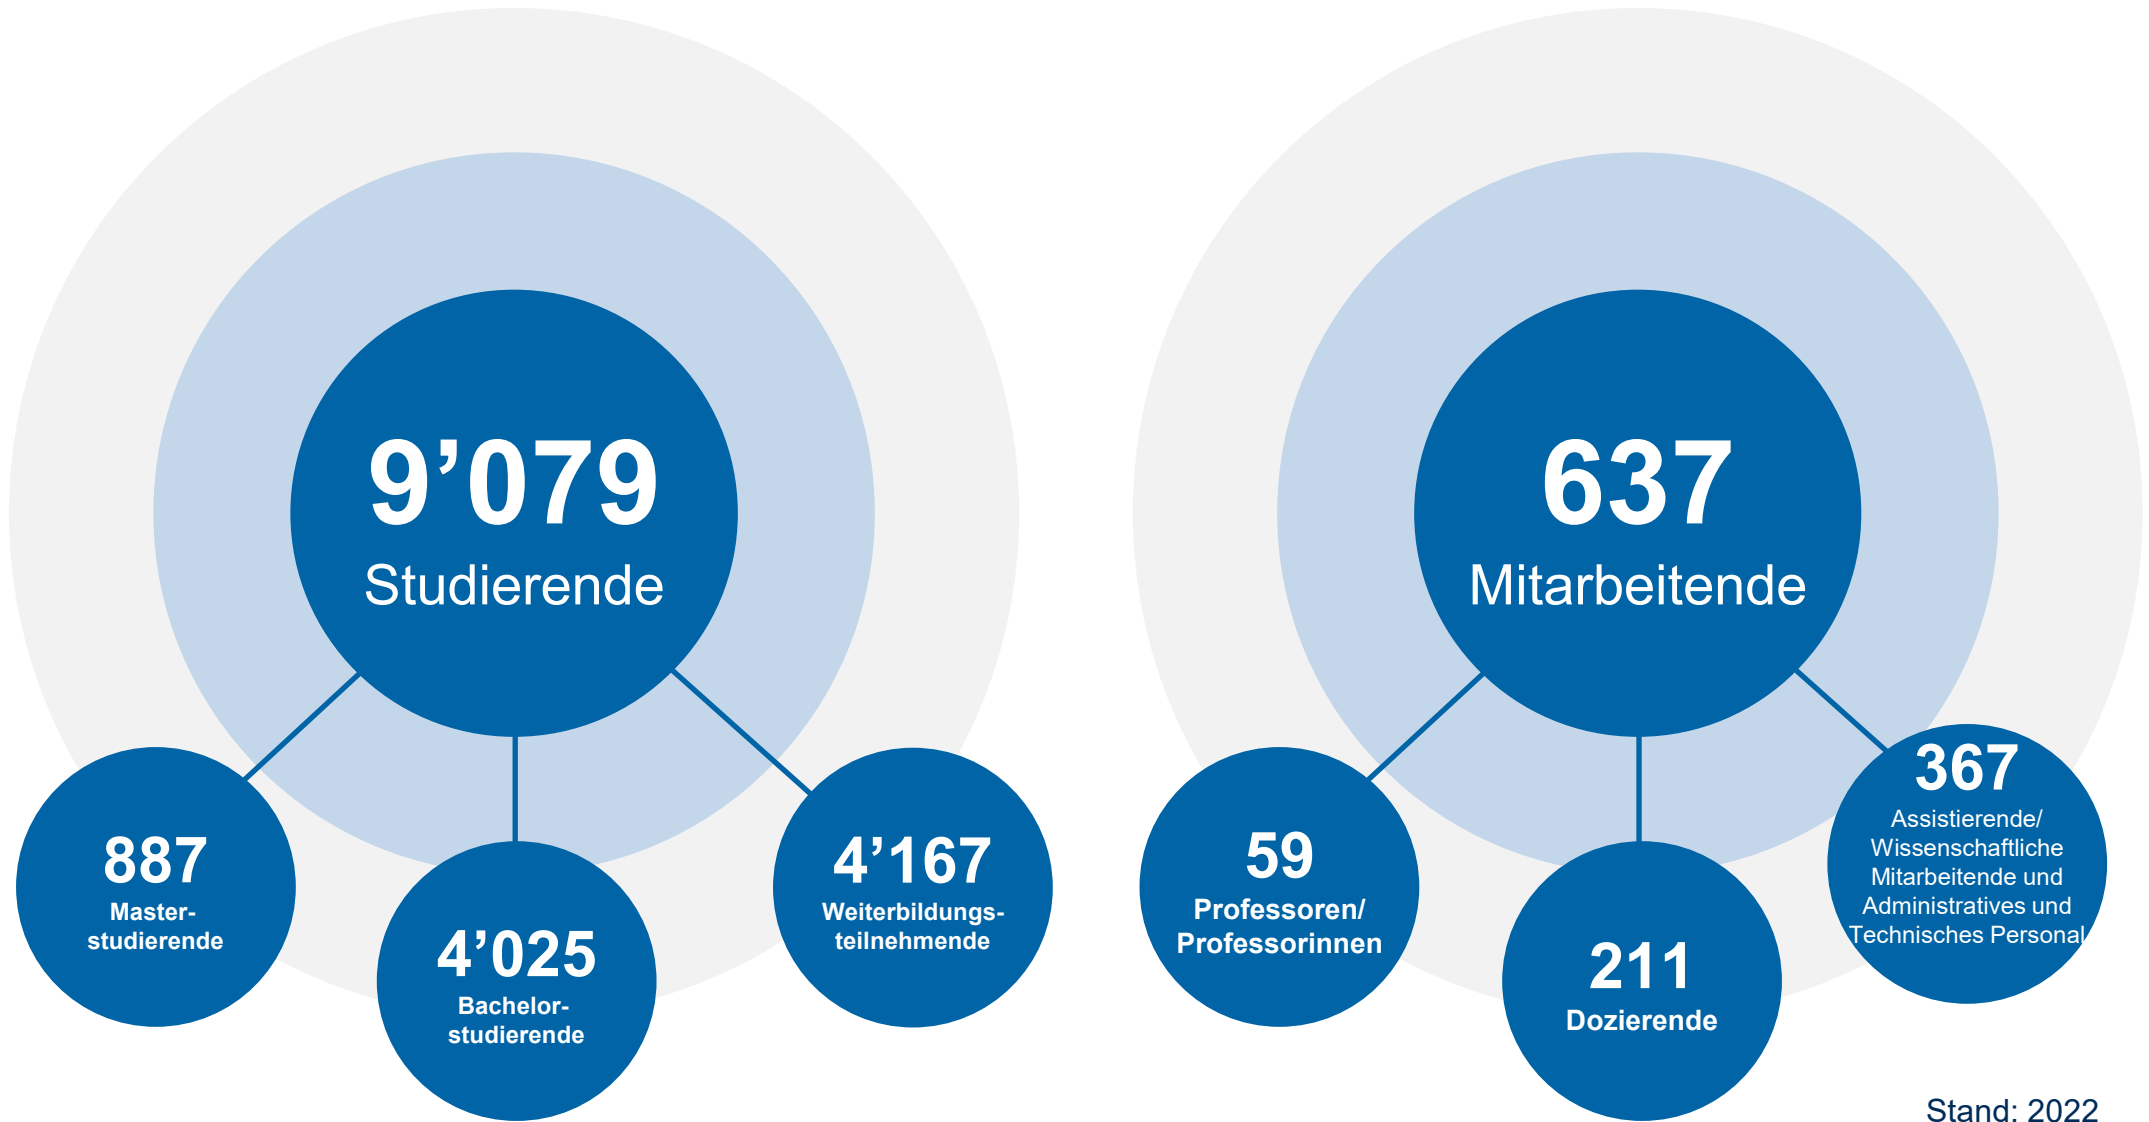 9’079
Studierende
887
Master-
studierende
4’025
Bachelor-
studierende
4’167
Weiterbildungs-
teilnehmende
637
Mitarbeitende
59
Professoren/
Professorinnen
211
Dozierende
367
Assistierende/
Wissenschaftliche
Mitarbeitende und
Administratives und
Technisches Personal
Stand: 2022